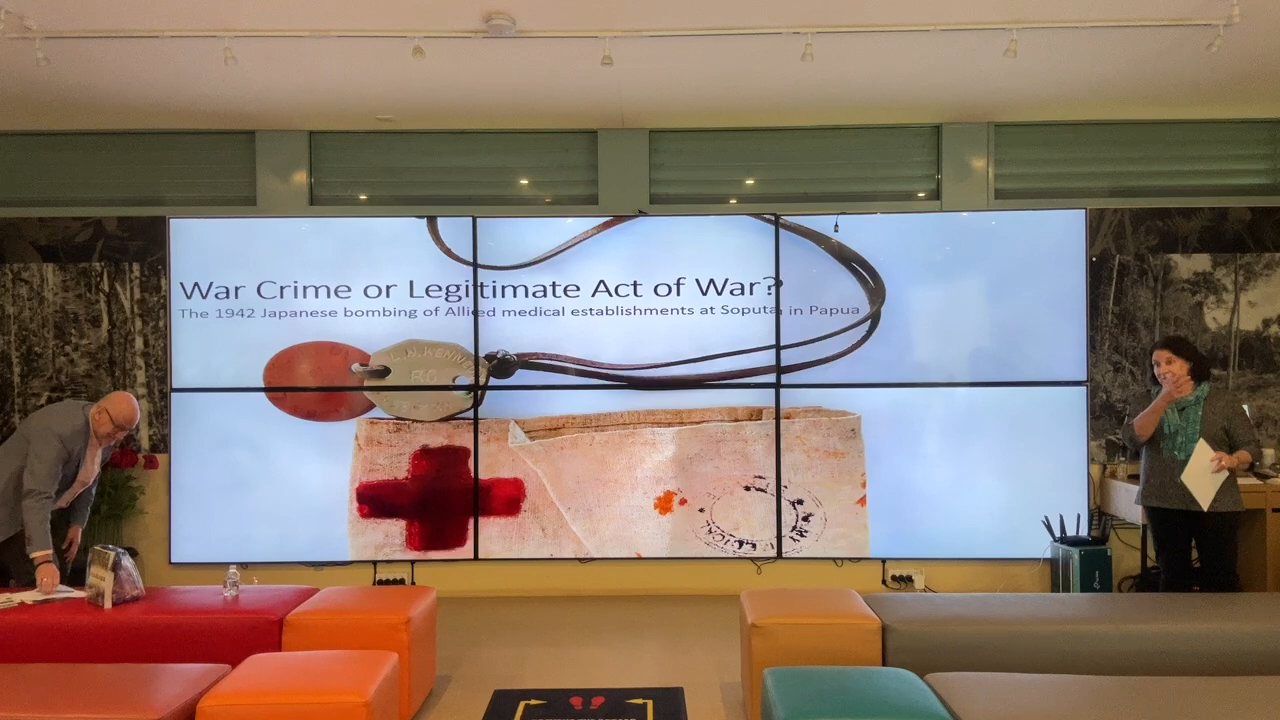 War Crime or Legitimate Act of War?
The 1942 Japanese bombing of Allied medical establishments at Soputa in Papua
RC